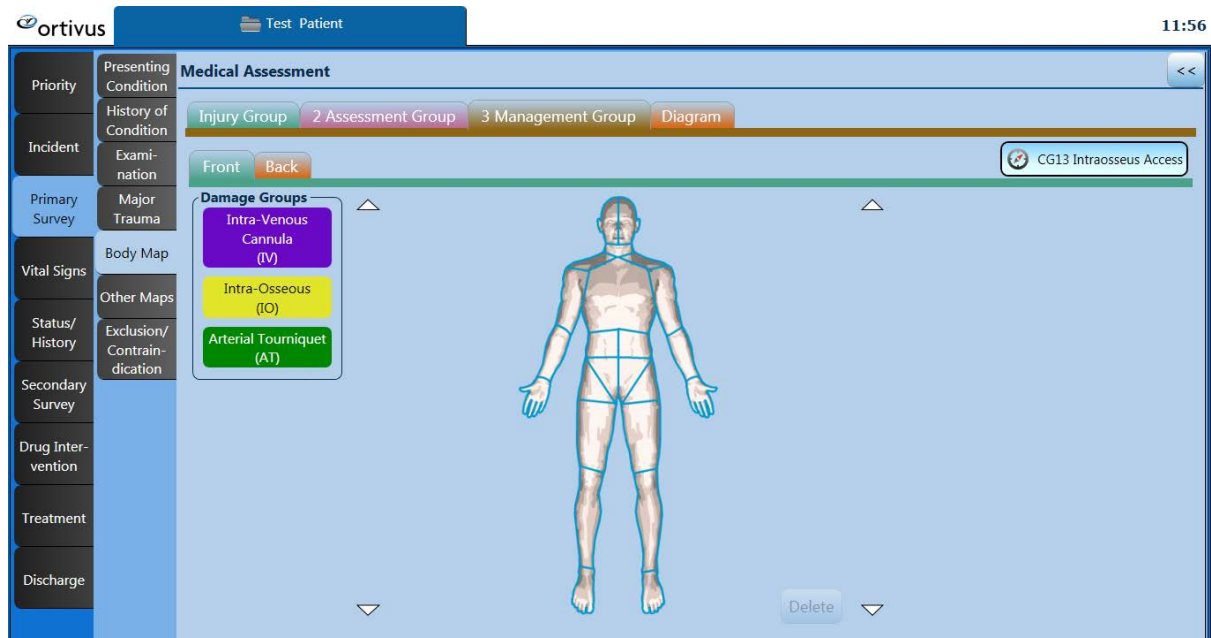 ortivus
Test Patient
11:56
Priority
Incident
Primary
Survey
Vital Signs
Status/
History
Secondary
Survey
Drug Inter-
vention
Treatment
Discharge
Presenting
Condition
History of
Condition
Exami-
nation
Major
Trauma
Body Map
Other Maps
Exclusion/
Contrain-
dication
Medical Assessment
<<
Injury Group 2 Assessment Group 3 Management Group Diagram
Front Back
CG13 Intraosseus Access
Damage Groups
Intra-Venous
Cannula
(IV)
Intra-Osseous
(IO)
Arterial Tourniquet
(AT)
Delete